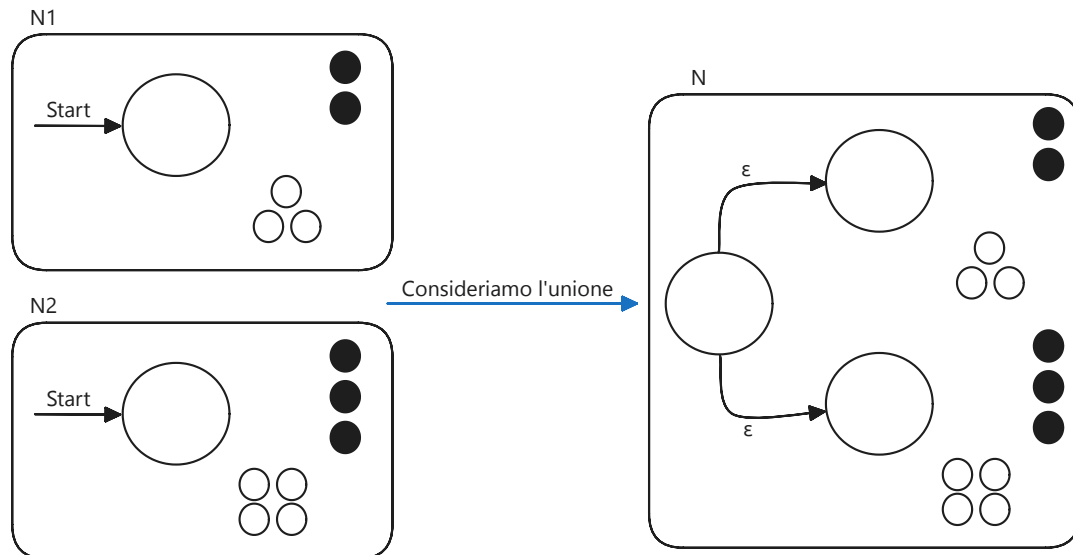 N1
Start
N2
Start
Consideriamo l'unione
N
ε
ε